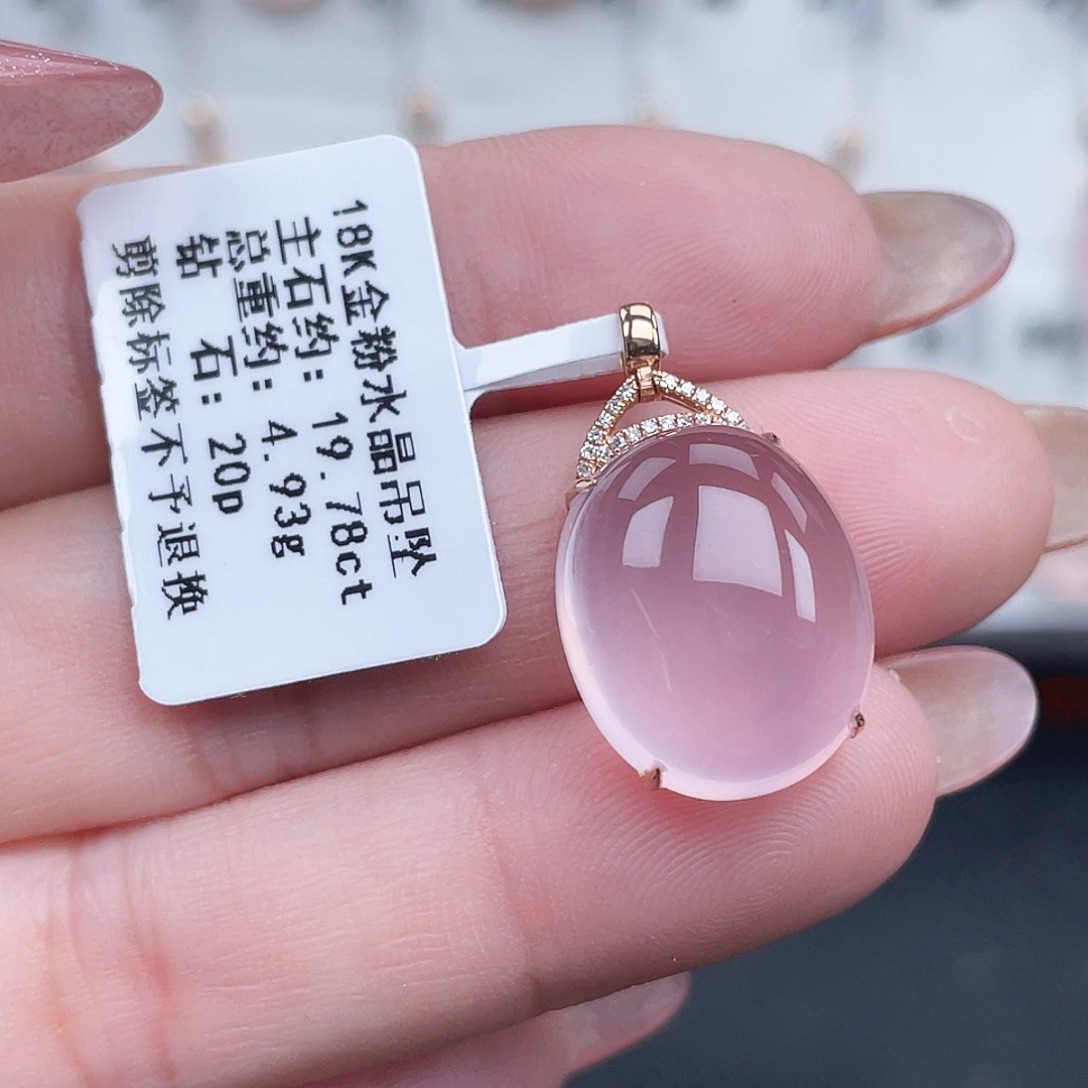 18K金粉水晶吊坠
主石约: 19.78ct
总重约: 4.93g
钻 石: 20p
剪除标签不予退换